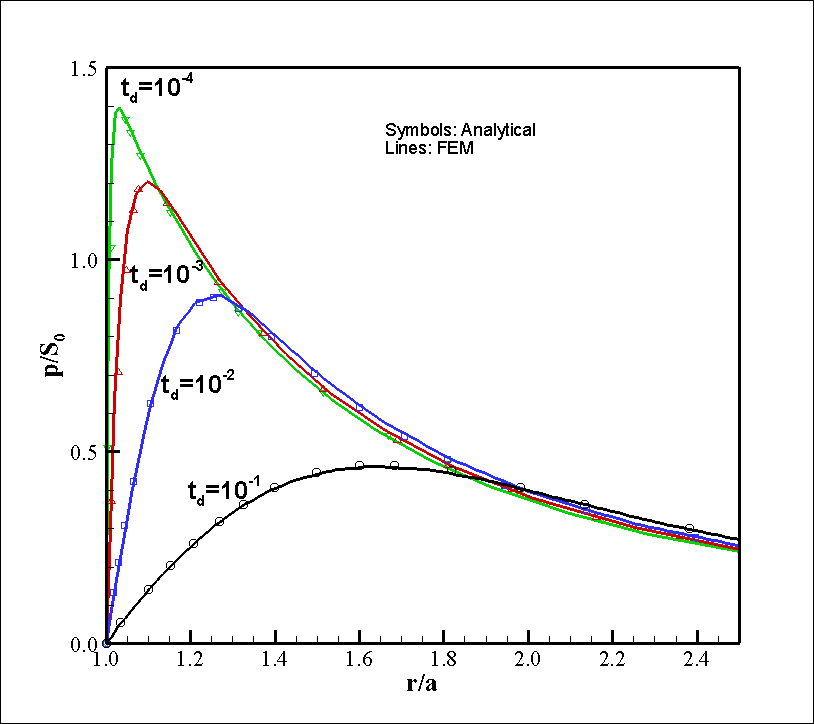 1.5
t_d=10^-4
Symbols: Analytical
Lines: FEM
1.0
t_d=10^-3
p/S_0
t_d=10^-2
0.5
t_d=10^-1
0.0
1.0 1.2 1.4 1.6 1.8 2.0 2.2 2.4
r/a